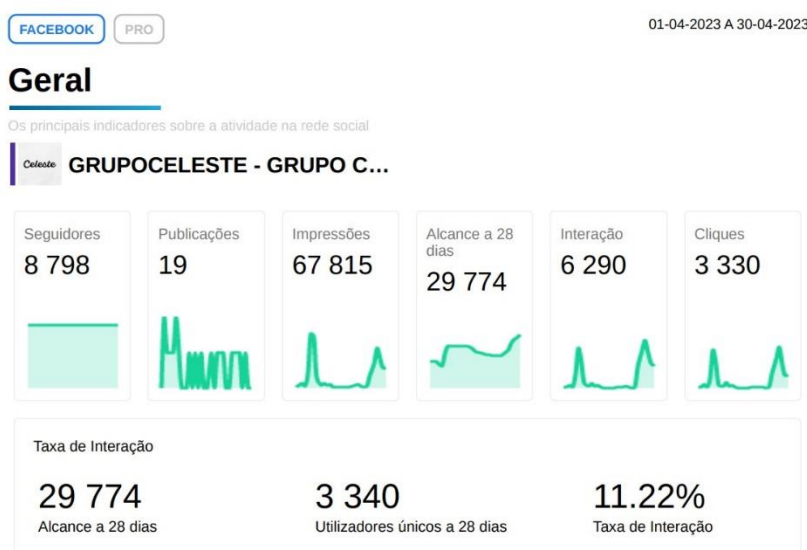 FACEBOOK PRO 01-04-2023 A 30-04-2023
Geral
Os principais indicadores sobre a atividade na rede social
Celeste GRUPOCELESTE - GRUPO C...
Seguidores
8 798
Publicações
19
Impressões
67 815
Alcance a 28
dias
29 774
Interação
6 290
Cliques
3 330
Taxa de Interação
29 774
Alcance a 28 dias
3 340
Utilizadores únicos a 28 dias
11.22%
Taxa de Interação